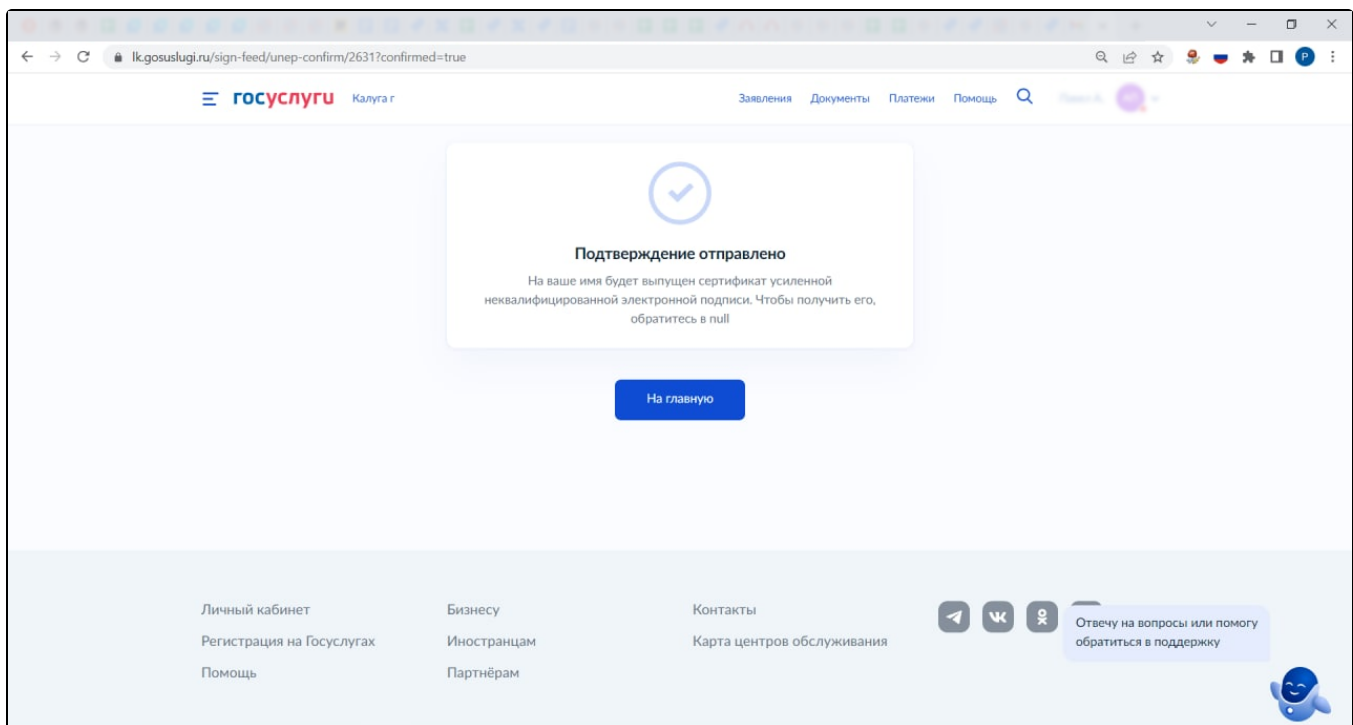 lk.gosuslugi.ru/sign-feed/unep-confirm/2631?confirmed=true
P
госуслуги Калуга г Заявления Документы Платежи Помощь
Подтверждение отправлено
На ваше имя будет выпущен сертификат усиленной
неквалифицированной электронной подписи. Чтобы получить его,
обратитесь в null
На главную
Личный кабинет Бизнесу Контакты
Регистрация на Госуслугах Иностранцам Карта центров обслуживания
Помощь Партнёрам
Отвечу на вопросы или помогу
обратиться в поддержку